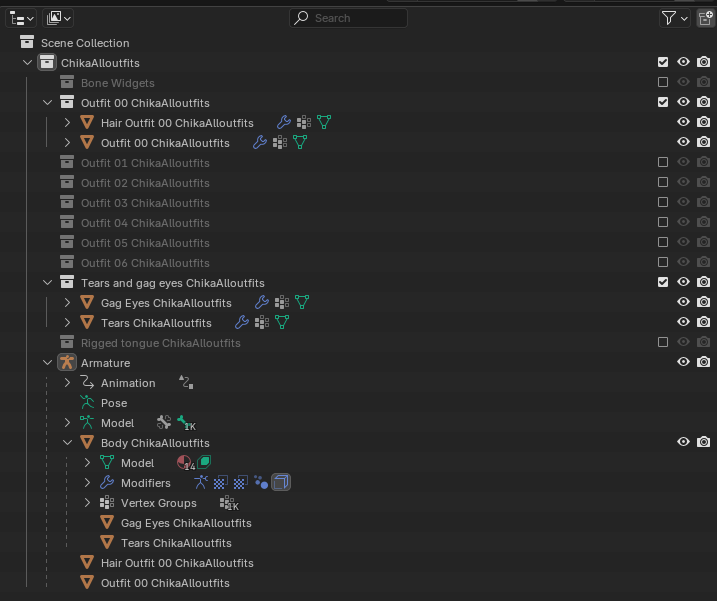 Search
Scene Collection
ChikaAlloutfits
Bone Widgets
Outfit 00 ChikaAlloutfits
Hair Outfit 00 ChikaAlloutfits
Outfit 00 ChikaAlloutfits
Outfit 01 ChikaAlloutfits
Outfit 02 ChikaAlloutfits
Outfit 03 ChikaAlloutfits
Outfit 04 ChikaAlloutfits
Outfit 05 ChikaAlloutfits
Outfit 06 ChikaAlloutfits
Tears and gag eyes ChikaAlloutfits
Gag Eyes ChikaAlloutfits
Tears ChikaAlloutfits
Rigged tongue ChikaAlloutfits
Armature
Animation
Pose
Model 1K
Body ChikaAlloutfits
Model 14
Modifiers
Vertex Groups 1K
Gag Eyes ChikaAlloutfits
Tears ChikaAlloutfits
Hair Outfit 00 ChikaAlloutfits
Outfit 00 ChikaAlloutfits